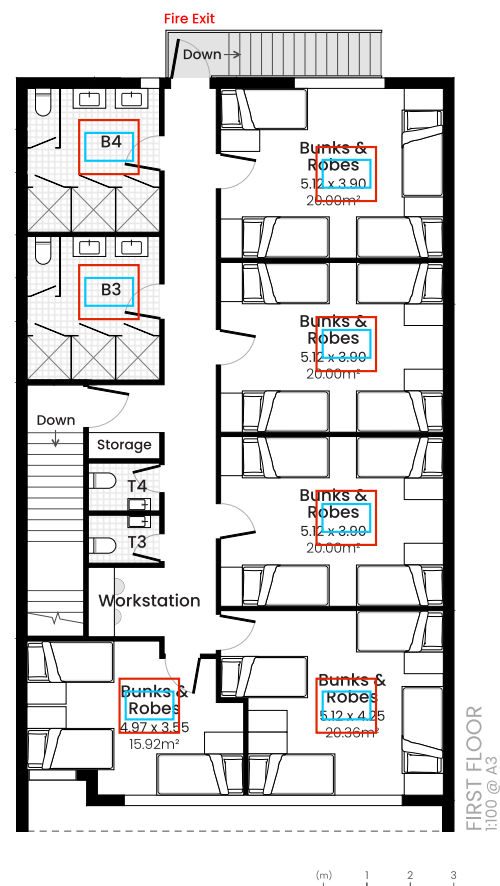 Fire Exit
Down
B4
Bunks &
Robes
5.12 x 3.90
20.00m²
B3
Bunks &
Robes
5.12 x 3.90
20.00m²
Down
Storage
T4
Bunks &
Robes
5.12 x 3.90
20.00m²
T3
Workstation
Bunks &
Robes
4.97 x 3.55
15.92m²
Bunks &
Robes
5.12 x 4.25
20.36m²
FIRST FLOOR
1:100 @ A3
(m) 1 2 3